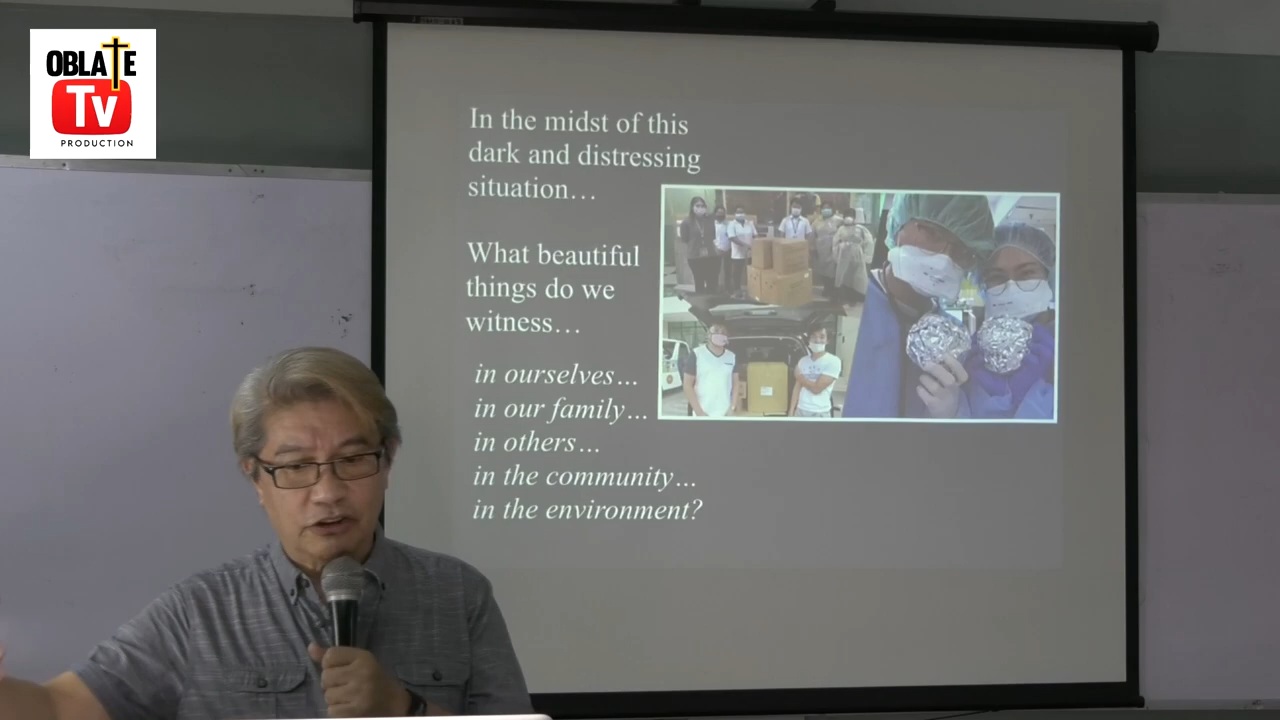 OBLATE
TV
PRODUCTION
In the midst of this
dark and distressing
situation…
What beautiful
things do we
witness…
in ourselves…
in our family…
in others…
in the community…
in the environment?